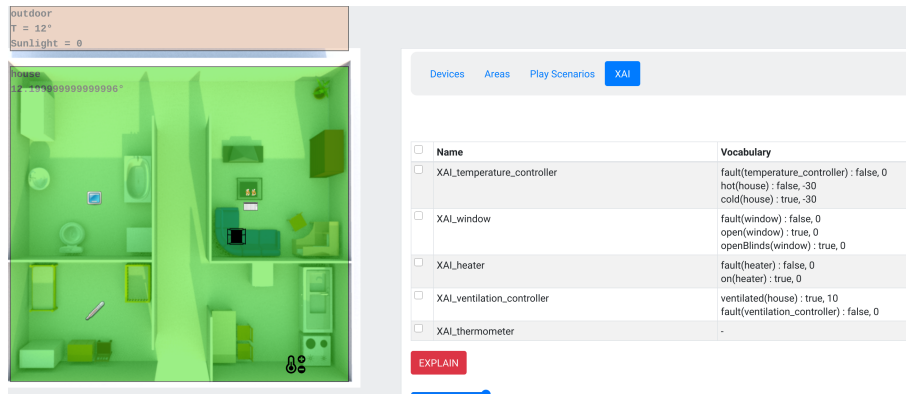 outdoor
T = 12°
Sunlight = 0
house
12.199999999999996°
Devices Areas Play Scenarios XAI
Name Vocabulary
XAI_temperature_controller fault(temperature_controller) : false, 0
hot(house) : false, -30
cold(house) : true, -30
XAI_window fault(window) : false, 0
open(window) : true, 0
openBlinds(window) : true, 0
XAI_heater fault(heater) : false, 0
on(heater) : true, 0
XAI_ventilation_controller ventilated(house) : true, 10
fault(ventilation_controller) : false, 0
XAI_thermometer -
EXPLAIN